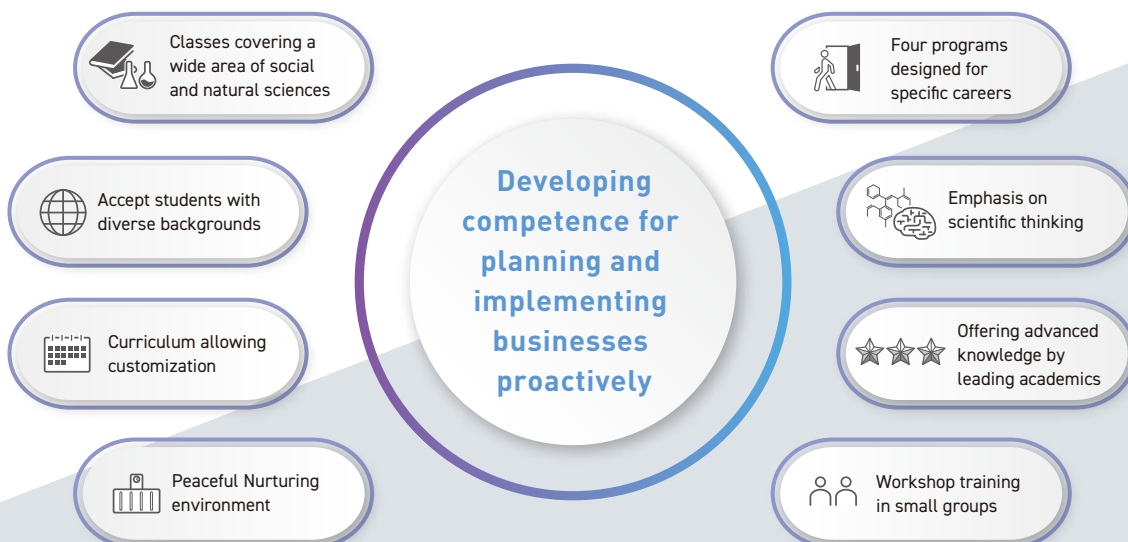 Classes covering a
wide area of social
and natural sciences
Accept students with
diverse backgrounds
Curriculum allowing
customization
Peaceful Nurturing
environment
Developing
competence for
planning and
implementing
businesses
proactively
Four programs
designed for
specific careers
Emphasis on
scientific thinking
Offering advanced
knowledge by
leading academics
Workshop training
in small groups